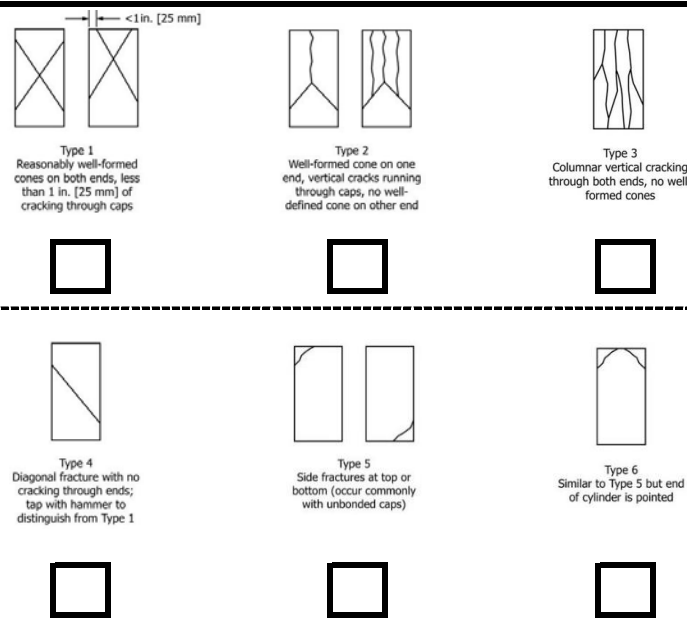 <1in. [25 mm]
Type 1
Reasonably well-formed
cones on both ends, less
than 1 in. [25 mm] of
cracking through caps
Type 2
Well-formed cone on one
end, vertical cracks running
through caps, no well-
defined cone on other end
Type 3
Columnar vertical cracking
through both ends, no well
formed cones
Type 4
Diagonal fracture with no
cracking through ends;
tap with hammer to
distinguish from Type 1
Type 5
Side fractures at top or
bottom (occur commonly
with unbonded caps)
Type 6
Similar to Type 5 but end
of cylinder is pointed